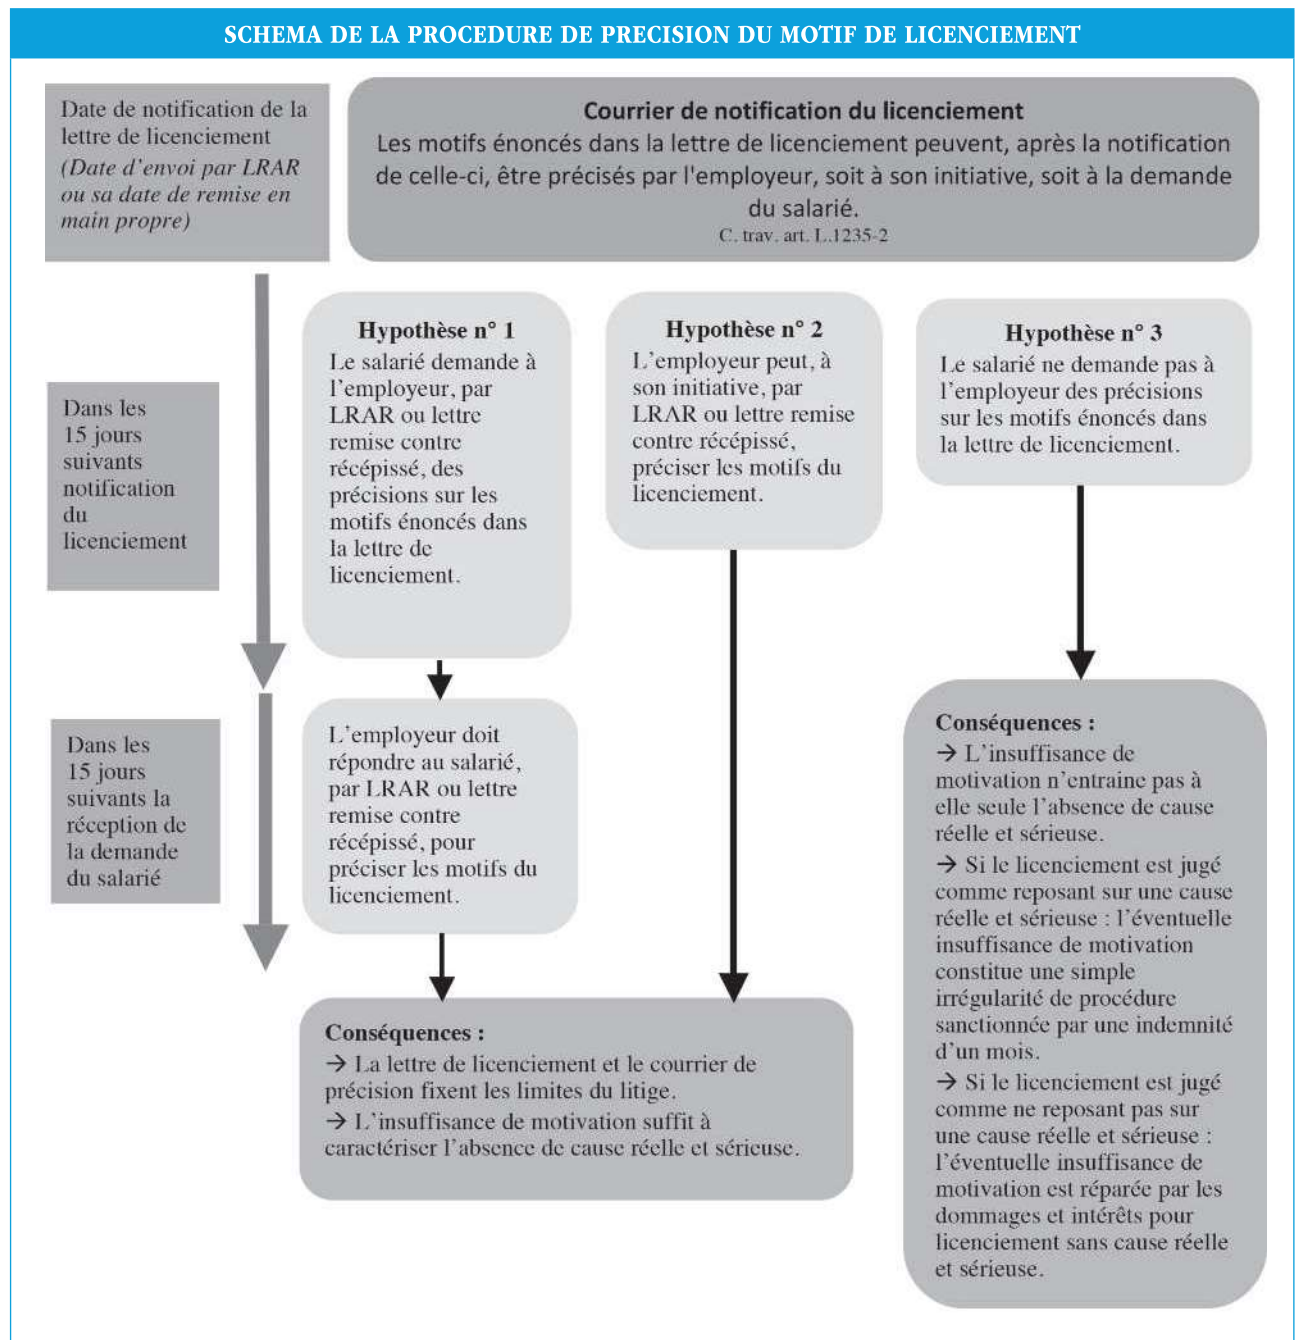 SCHEMA DE LA PROCEDURE DE PRECISION DU MOTIF DE LICENCIEMENT
Date de notification de la
lettre de licenciement
(Date d'envoi par LRAR
ou sa date de remise en
main propre)
Courrier de notification du licenciement
Les motifs énoncés dans la lettre de licenciement peuvent, après la notification
de celle-ci, être précisés par l'employeur, soit à son initiative, soit à la demande
du salarié.
C. trav. art. L.1235-2
Dans les
15 jours
suivants
notification
du
licenciement
Hypothèse n° 1
Le salarié demande à
l'employeur, par
LRAR ou lettre
remise contre
récépissé, des
précisions sur les
motifs énoncés dans
la lettre de
licenciement.
Hypothèse n° 2
L'employeur peut, à
son initiative, par
LRAR ou lettre remise
contre récépissé,
préciser les motifs du
licenciement.
Hypothèse n° 3
Le salarié ne demande pas à
l'employeur des précisions
sur les motifs énoncés dans
la lettre de licenciement.
Dans les
15 jours
suivants la
réception de
la demande
du salarié
L'employeur doit
répondre au salarié,
par LRAR ou lettre
remise contre
récépissé, pour
préciser les motifs du
licenciement.
Conséquences :
→ La lettre de licenciement et le courrier de
précision fixent les limites du litige.
→ L'insuffisance de motivation suffit à
caractériser l'absence de cause réelle et sérieuse.
Conséquences :
→ L'insuffisance de
motivation n'entraine pas à
elle seule l'absence de cause
réelle et sérieuse.
→ Si le licenciement est jugé
comme reposant sur une cause
réelle et sérieuse : l'éventuelle
insuffisance de motivation
constitue une simple
irrégularité de procédure
sanctionnée par une indemnité
d'un mois.
→ Si le licenciement est jugé
comme ne reposant pas sur
une cause réelle et sérieuse :
l'éventuelle insuffisance de
motivation est réparée par les
dommages et intérêts pour
licenciement sans cause réelle
et sérieuse.